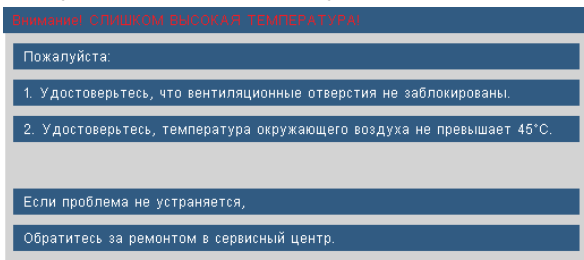 Внимание! СЛИШКОМ ВЫСОКАЯ ТЕМПЕРАТУРА!
Пожалуйста:
1. Удостоверьтесь, что вентиляционные отверстия не заблокированы.
2. Удостоверьтесь, температура окружающего воздуха не превышает 45°C.
Если проблема не устраняется,
Обратитесь за ремонтом в сервисный центр.